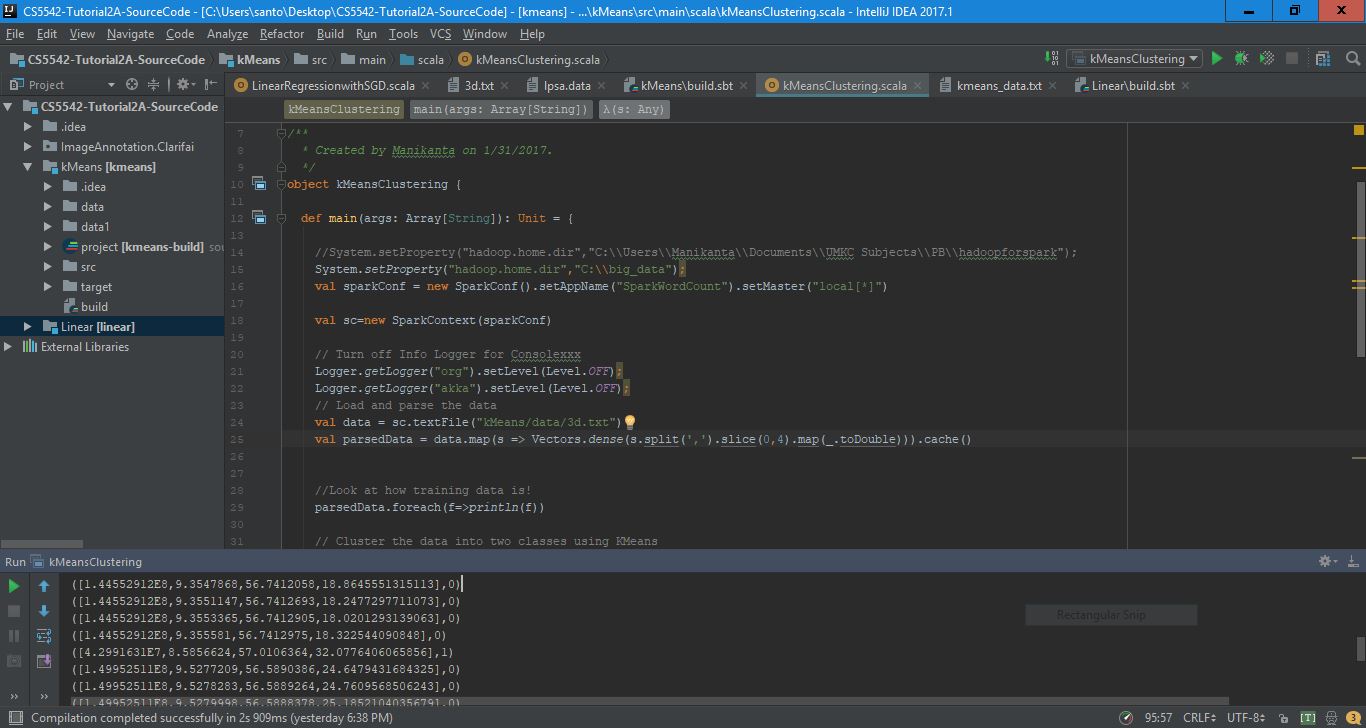 CS5542-Tutorial2A-SourceCode - [C:\Users\santo\Desktop\CS5542-Tutorial2A-SourceCode] - [kmeans] - ...\kMeans\src\main\scala\kMeansClustering.scala - IntelliJ IDEA 2017.1
File Edit View Navigate Code Analyze Refactor Build Run Tools VCS Window Help
CS5542-Tutorial2A-SourceCode kMeans src main scala kMeansClustering.scala kMeansClustering
Project LinearRegressionwithSGD.scala 3d.txt lpsa.data kMeans\build.sbt kMeansClustering.scala kmeans_data.txt Linear\build.sbt
CS5542-Tutorial2A-SourceCode
.idea
ImageAnnotation.Clarifai
kMeans [kmeans]
.idea
data
data1
project [kmeans-build] sou
src
target
build
Linear [linear]
External Libraries
kMeansClustering main(args: Array[String]) λ(s: Any)
7 /**
8 * Created by Manikanta on 1/31/2017.
9 */
10 object kMeansClustering {
11
12 def main(args: Array[String]): Unit = {
13
14 //System.setProperty("hadoop.home.dir","C:\\Users\\Manikanta\\Documents\\UMKC Subjects\\PB\\hadoopforspark");
15 System.setProperty("hadoop.home.dir","C:\\big_data");
16 val sparkConf = new SparkConf().setAppName("SparkWordCount").setMaster("local[*]")
17
18 val sc=new SparkContext(sparkConf)
19
20 // Turn off Info Logger for Consolexxx
21 Logger.getLogger("org").setLevel(Level.OFF);
22 Logger.getLogger("akka").setLevel(Level.OFF);
23 // Load and parse the data
24 val data = sc.textFile("kMeans/data/3d.txt")
25 val parsedData = data.map(s => Vectors.dense(s.split(',').slice(0,4).map(_.toDouble))).cache()
26
27
28 //Look at how training data is!
29 parsedData.foreach(f=>println(f))
30
31 // Cluster the data into two classes using KMeans
Run kMeansClustering
([1.44552912E8,9.3547868,56.7412058,18.8645551315113],0)
([1.44552912E8,9.3551147,56.7412693,18.2477297711073],0)
([1.44552912E8,9.3553365,56.7412905,18.0201293139063],0)
([1.44552912E8,9.355581,56.7412975,18.322544090848],0)
([4.2991631E7,8.5856624,57.0106364,32.0776406065856],1)
([1.49952511E8,9.5277209,56.5890386,24.6479431684325],0)
([1.49952511E8,9.5278283,56.5889264,24.7609568506243],0)
([1.49952511E8,9.5279998,56.5888378,25.1852104035679],0)
Rectangular Snip
Compilation completed successfully in 2s 909ms (yesterday 6:38 PM) 95:57 CRLF UTF-8 [T] 3